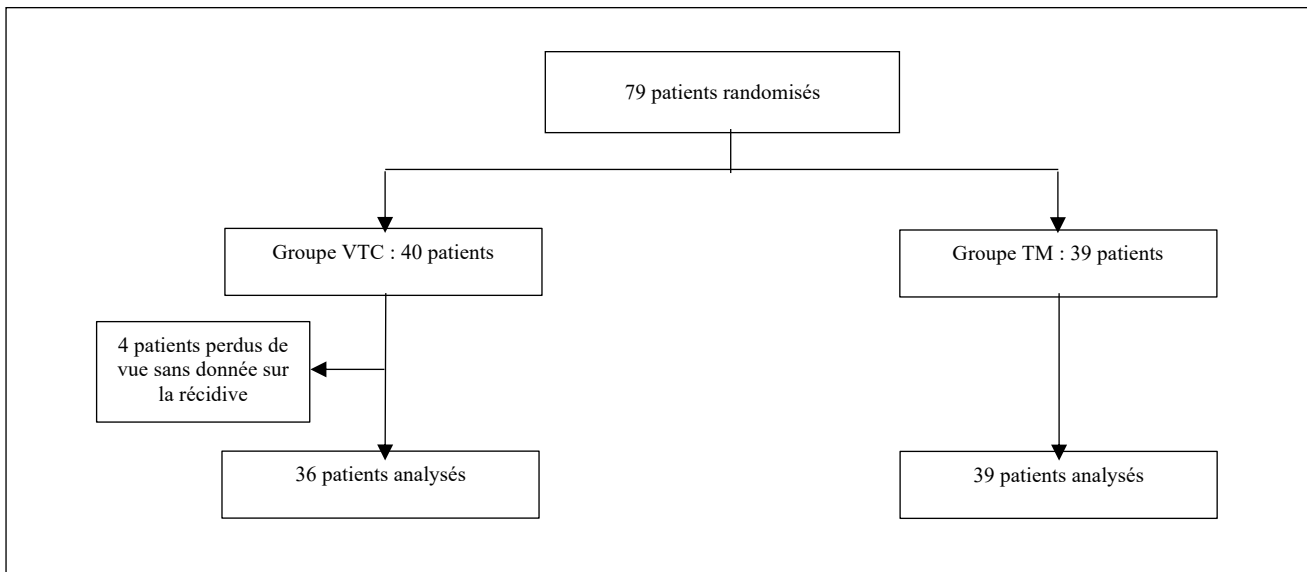 79 patients randomisés
Groupe VTC : 40 patients
Groupe TM : 39 patients
4 patients perdus de
vue sans donnée sur
la récidive
36 patients analysés
39 patients analysés